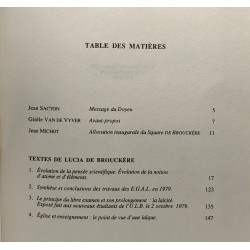 TABLE DES MATIÈRES
Jean SACTON Message du Doyen 5
Gisèle VAN DE VYVER Avant-propos 7
Jean MICHOT Allocution inaugurale du Square DE BROUCKÈRE 11
TEXTES DE LUCIA DE BROUCKÈRE
1. Évolution de la pensée scientifique. Évolution de la notion
d'atome et d'éléments 17
2. Synthèse et conclusions des travaux des E.G.A.L. en 1979. 123
3. Le principe du libre examen et son prolongement : la laïcité
Exposé fait aux nouveaux étudiants de l'U.L.B. le 2 octobre 1979. 135
4. Église et enseignement : le point de vue d'une laïque. 147